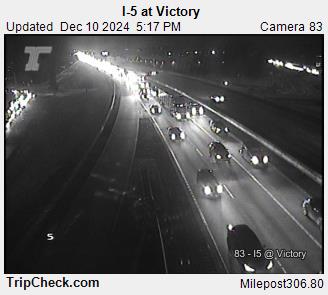 I-5 at Victory
Updated Dec 10 2024 5:17 PM Camera 83
T
S
83 - I5 @ Victory
TripCheck.com Milepost306.80